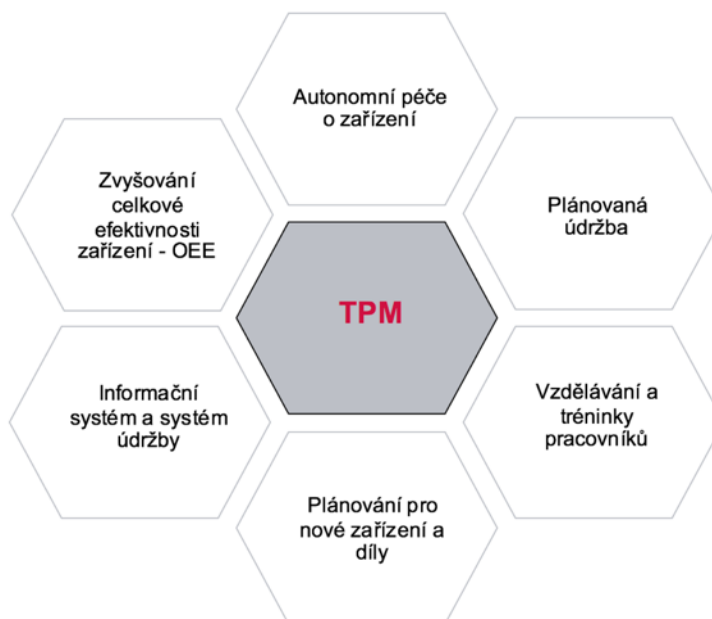 Autonomní péče
o zařízení
Zvyšování
celkové
efektivnosti
zařízení - OEE
Plánovaná
údržba
TPM
Informační
systém a systém
údržby
Vzdělávání a
tréninky
pracovníků
Plánování pro
nové zařízení a
díly